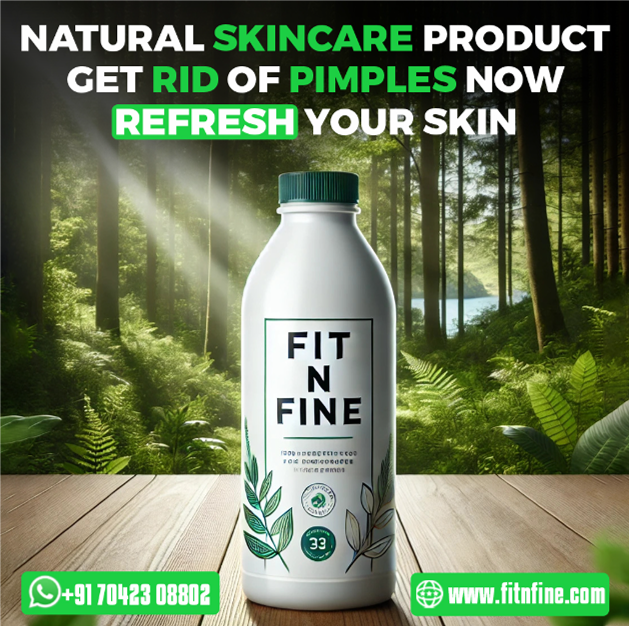 NATURAL SKINCARE PRODUCT
GET RID OF PIMPLES NOW
REFRESH YOUR SKIN
FIT
N
FINE
33
+91 70423 08802
www.fitnfine.com